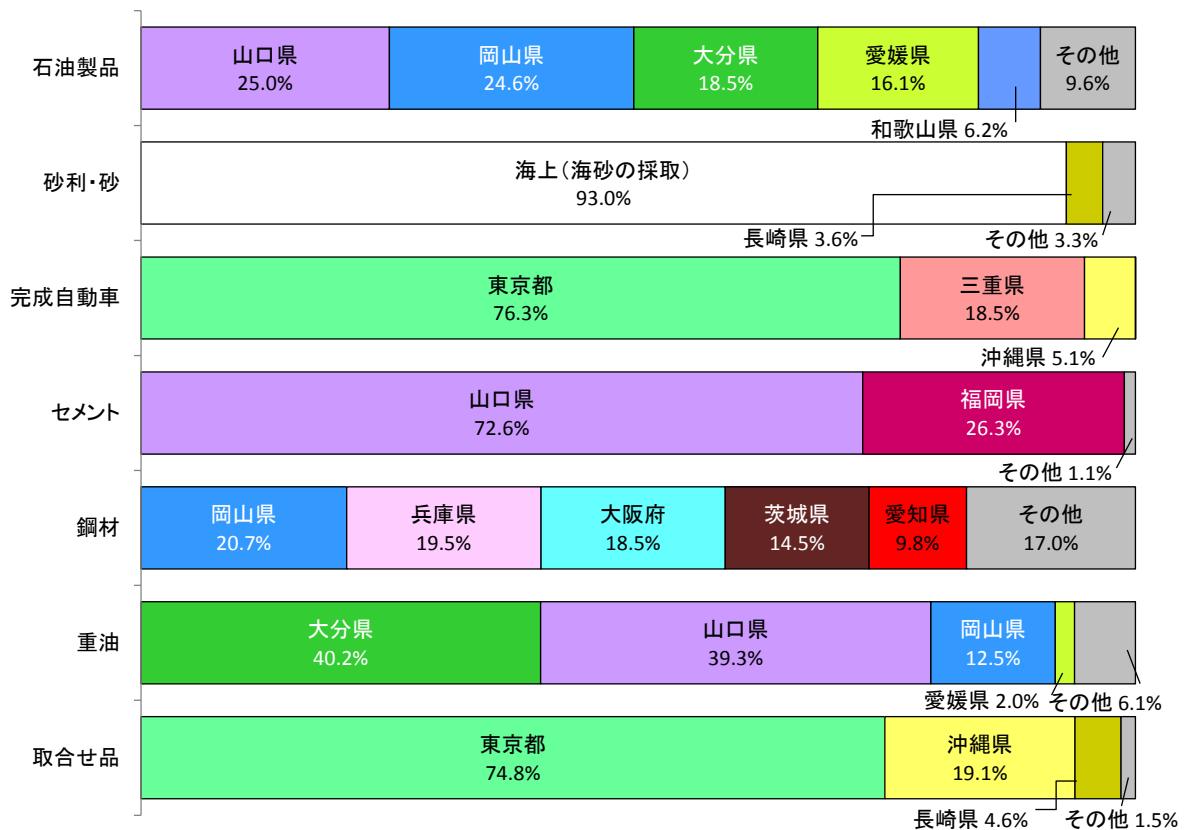 石油製品
山口県
25.0%
岡山県
24.6%
大分県
18.5%
愛媛県
16.1%
和歌山県 6.2%
その他
9.6%
砂利・砂
海上（海砂の採取）
93.0%
長崎県 3.6%
その他 3.3%
完成自動車
東京都
76.3%
三重県
18.5%
沖縄県 5.1%
セメント
山口県
72.6%
福岡県
26.3%
その他 1.1%
鋼材
岡山県
20.7%
兵庫県
19.5%
大阪府
18.5%
茨城県
14.5%
愛知県
9.8%
その他
17.0%
重油
大分県
40.2%
山口県
39.3%
岡山県
12.5%
愛媛県 2.0%
その他 6.1%
取合せ品
東京都
74.8%
沖縄県
19.1%
長崎県 4.6%
その他 1.5%